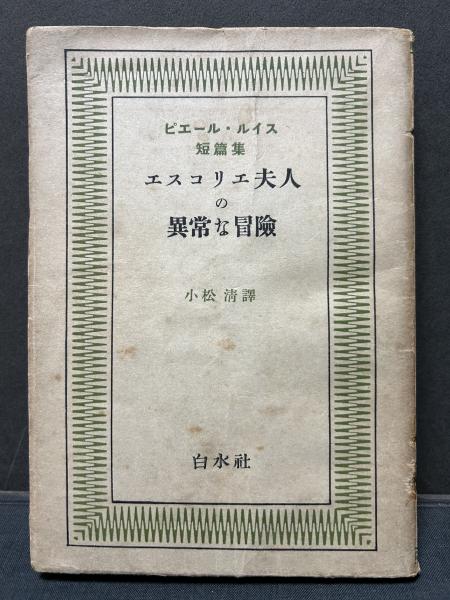 ピエール・ルイス
短篇集
エスコリエ夫人
の
異常な冒險
小松 淸譯
白水社